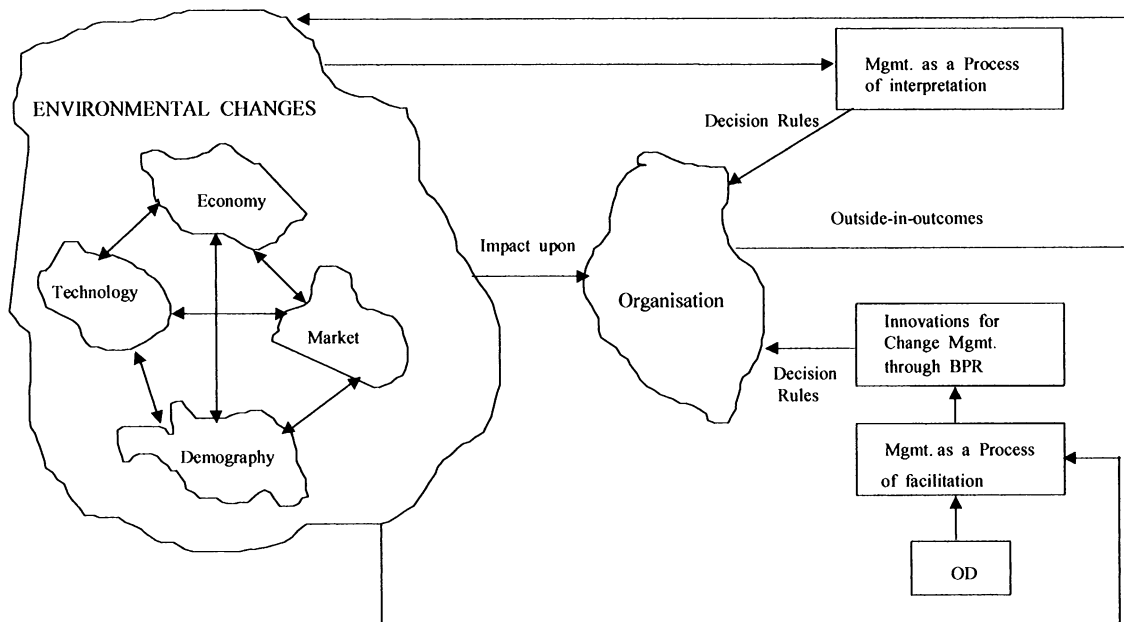 Mgmt. as a Process
of interpretation
ENVIRONMENTAL CHANGES
Decision Rules
Economy
Outside-in-outcomes
Impact upon
Technology
Organisation
Market
Innovations for
Change Mgmt.
through BPR
Decision
Rules
Demography
Mgmt. as a Process
of facilitation
OD